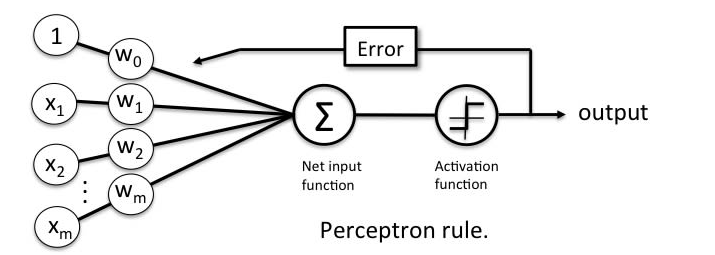 1
w0
Error
x1
w1
Σ
output
x2
w2
⋮
wm
xm
Net input
function
Activation
function
Perceptron rule.